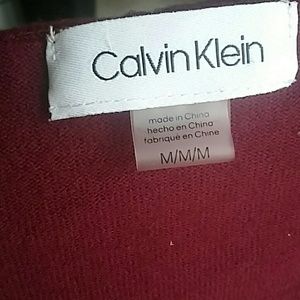 Calvin Klein
made in China
hecho en China
fabriqué en Chine
M/M/M